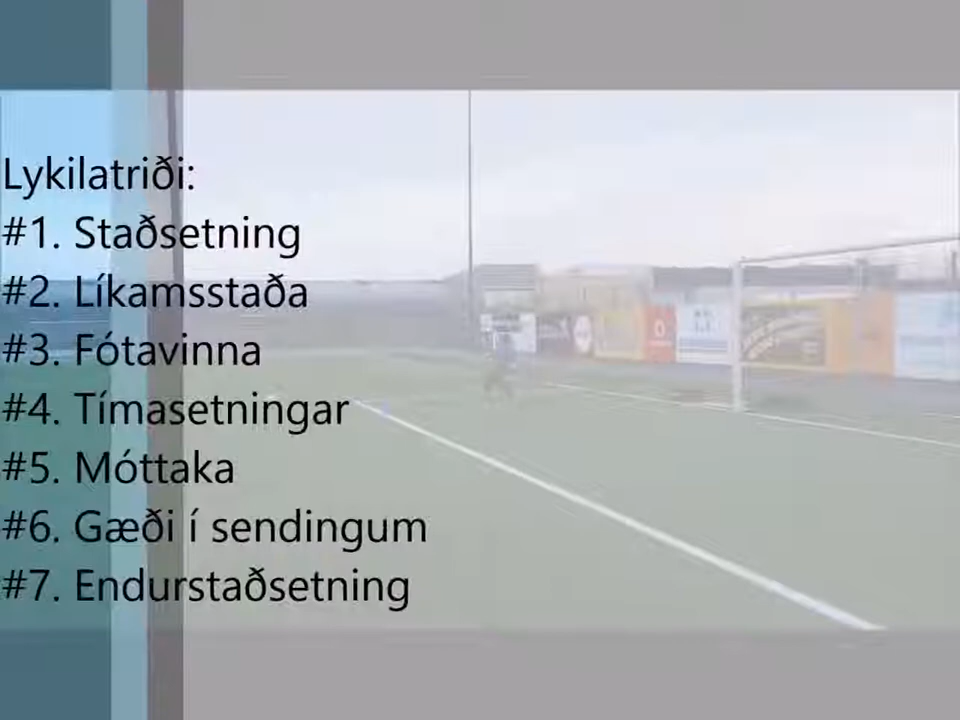 Lykilatriði:
#1. Staðsetning
#2. Líkamsstaða
#3. Fótavinna
#4. Tímasetningar
#5. Móttaka
#6. Gæði í sendingum
#7. Endurstaðsetning